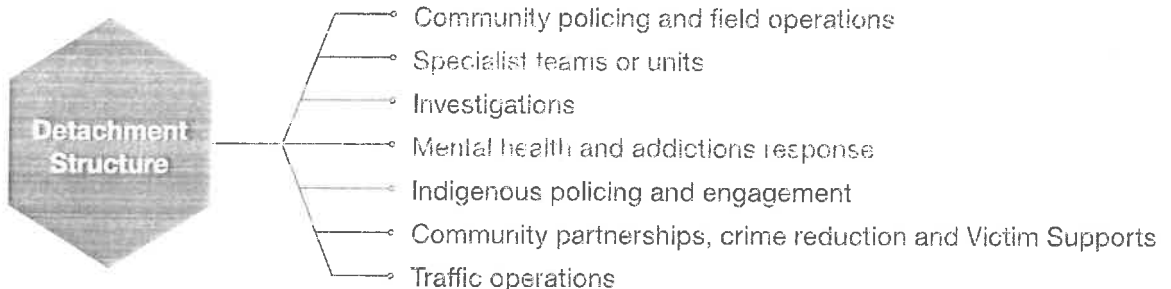 Community policing and field operations
Specialist teams or units
Investigations
Detachment
Structure
Mental health and addictions response
Indigenous policing and engagement
Community partnerships, crime reduction and Victim Supports
Traffic operations